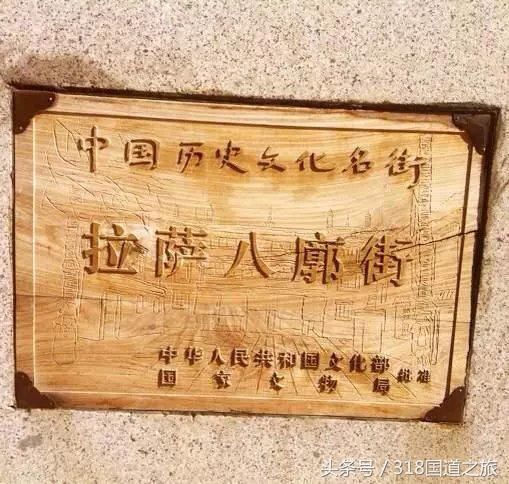 中国历史文化名街
拉萨八廓街
中华人民共和国文化部
国家文物局 批准
头条号／318国道之旅